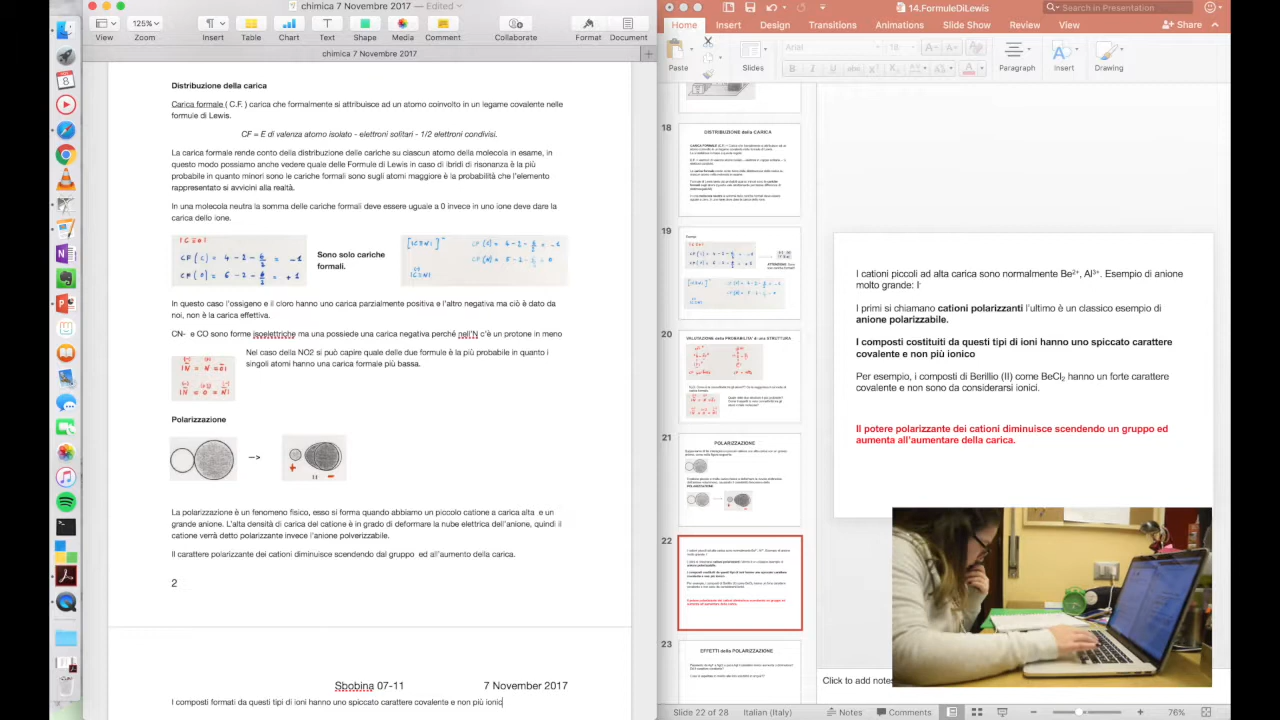 chimica 7 Novembre 2017 — Edited
View
Zoom
Insert
Table
Chart
Text
Shape
Media
Comment
Collaborate
Format
Document
125%
chimica 7 Novembre 2017
Distribuzione della carica
Carica formale ( C.F. ) carica che formalmente si attribuisce ad un atomo coinvolto in un legame covalente nelle
formule di Lewis.
CF = E di valenza atomo isolato - elettroni solitari - 1/2 elettroni condivisi.
La carica formale rende conto della distribuzione delle cariche su ciascun atomo della molecola in esame, in
questo modo possiamo anche vedere quale delle Formule di Lewis in caso di ibridi di risonanza è la più
probabile in quanto minori sono le cariche formali sono sugli atomi maggiore è la probabilità che l'elemento
rappresentato si avvicini alla realtà.
In una molecola neutra la somma delle cariche formali deve essere uguale a 0 invece in uno ione deve dare la
carica dello ione.
Sono solo cariche
formali.
In questo caso l'ossigeno e il cloro hanno una carica parzialmente positiva e l'altro negativa ma ciò è dato da
noi, non è la carica effettiva.
CN- e CO sono forme isoelettriche ma una possiede una carica negativa perché nell'N c'è un protone in meno
Nel caso della NO2 si può capire quale delle due formule è la più probabile in quanto i
singoli atomi hanno una carica formale più bassa.
Polarizzazione
–>
La polarizzazione è un fenomeno fisico, esso si forma quando abbiamo un piccolo catione a carica alta e un
grande anione. L'alta densità di carica del catione è in grado di deformare la nube elettrica dell'anione, quindi il
catione verrà detto polarizzante invece l'anione polverizzabile.
Il carattere polarizzante dei cationi diminuisce scendendo dal gruppo ed all'aumento della carica.
2
Sbobina 07-11 7 November 2017
I composti formati da questi tipi di ioni hanno uno spiccato carattere covalente e non più ionic
14.FormuleDiLewis
Search in Presentation
Home
Insert
Design
Transitions
Animations
Slide Show
Review
View
Share
Paste
Slides
Arial
18
Paragraph
Insert
Drawing
18
DISTRIBUZIONE della CARICA
19
20
VALUTAZIONE della PROBABILITA' di una STRUTTURA
21
POLARIZZAZIONE
22
23
EFFETTI della POLARIZZAZIONE
I cationi piccoli ad alta carica sono normalmente Be²⁺, Al³⁺. Esempio di anione
molto grande: I⁻
I primi si chiamano cationi polarizzanti l'ultimo è un classico esempio di
anione polarizzabile.
I composti costituiti da questi tipi di ioni hanno uno spiccato carattere
covalente e non più ionico
Per esempio, i composti di Berillio (II) come BeCl₂ hanno un forte carattere
covalente e non sono da considerarsi ionici.
Il potere polarizzante dei cationi diminuisce scendendo un gruppo ed
aumenta all'aumentare della carica.
Click to add notes
Slide 22 of 28
Italian (Italy)
Notes
Comments
76%